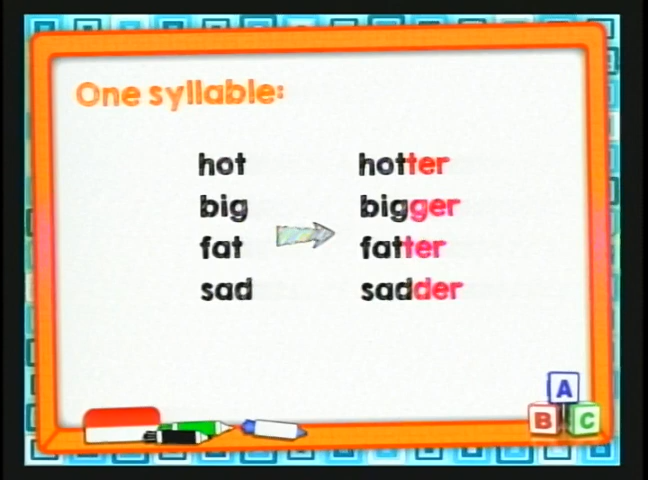 One syllable:
hot hotter
big bigger
fat fatter
sad sadder
A
B C